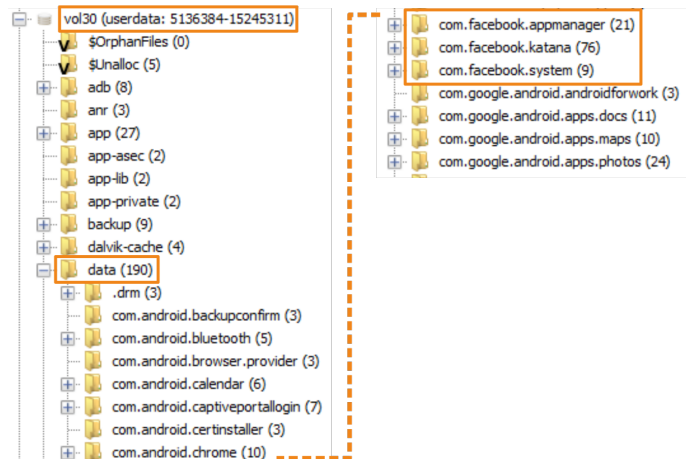 vol30 (userdata: 5136384-15245311)
$OrphanFiles (0)
$Unalloc (5)
adb (8)
anr (3)
app (27)
app-asec (2)
app-lib (2)
app-private (2)
backup (9)
dalvik-cache (4)
data (190)
.drm (3)
com.android.backupconfirm (3)
com.android.bluetooth (5)
com.android.browser.provider (3)
com.android.calendar (6)
com.android.captiveportallogin (7)
com.android.certinstaller (3)
com.android.chrome (10)
com.facebook.appmanager (21)
com.facebook.katana (76)
com.facebook.system (9)
com.google.android.androidforwork (3)
com.google.android.apps.docs (11)
com.google.android.apps.maps (10)
com.google.android.apps.photos (24)